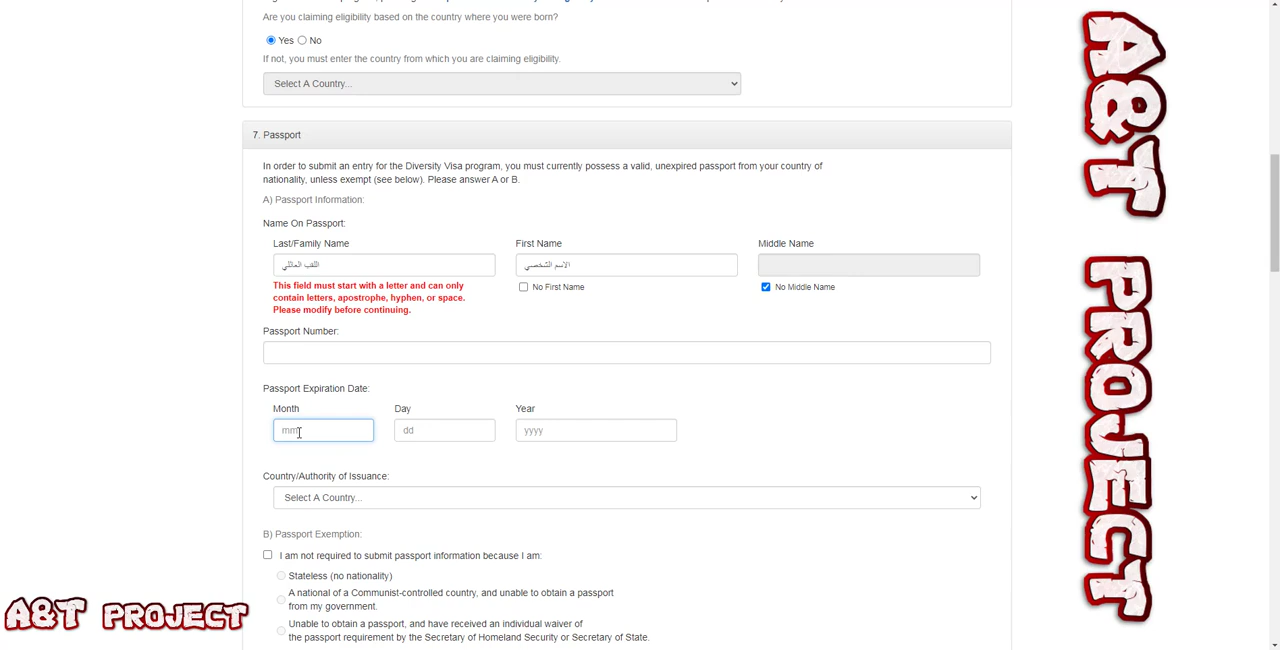 Are you claiming eligibility based on the country where you were born?
Yes No
If not, you must enter the country from which you are claiming eligibility.
Select A Country...
7. Passport
In order to submit an entry for the Diversity Visa program, you must currently possess a valid, unexpired passport from your country of
nationality, unless exempt (see below). Please answer A or B.
A) Passport Information:
Name On Passport:
Last/Family Name First Name Middle Name
اللقب العائلي الاسم الشخصي
This field must start with a letter and can only
contain letters, apostrophe, hyphen, or space.
Please modify before continuing.
No First Name No Middle Name
Passport Number:
Passport Expiration Date:
Month Day Year
mm dd yyyy
Country/Authority of Issuance:
Select A Country...
B) Passport Exemption:
I am not required to submit passport information because I am:
Stateless (no nationality)
A national of a Communist-controlled country, and unable to obtain a passport
from my government.
Unable to obtain a passport, and have received an individual waiver of
the passport requirement by the Secretary of Homeland Security or Secretary of State.
A&T PROJECT
A&T PROJECT